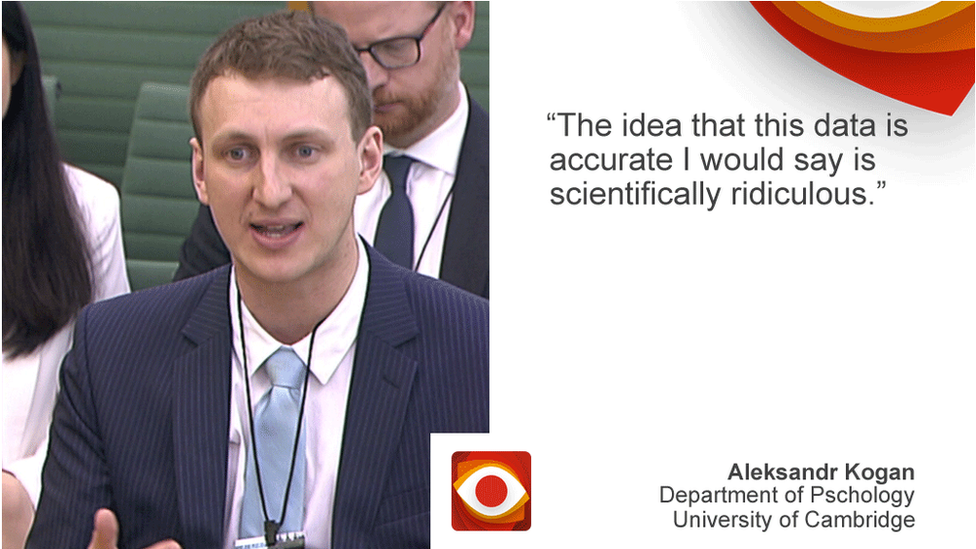 “The idea that this data is
accurate I would say is
scientifically ridiculous.”
Aleksandr Kogan
Department of Pschology
University of Cambridge